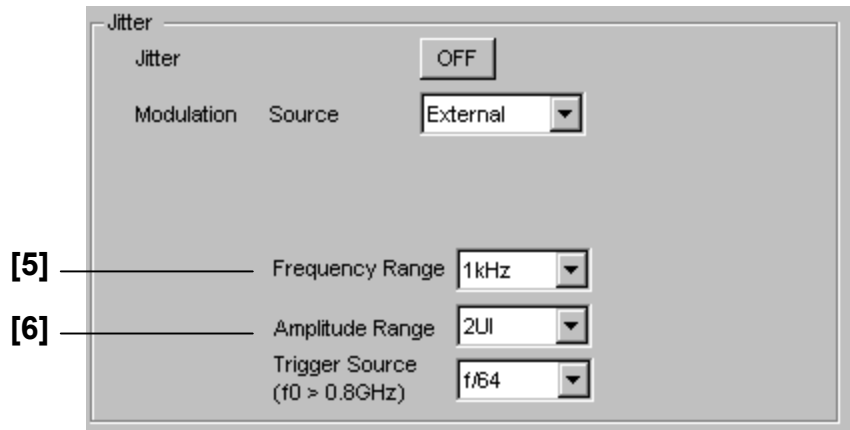 Jitter
Jitter OFF
Modulation Source External
[5] Frequency Range 1kHz
[6] Amplitude Range 2UI
Trigger Source
(f0 > 0.8GHz) f/64